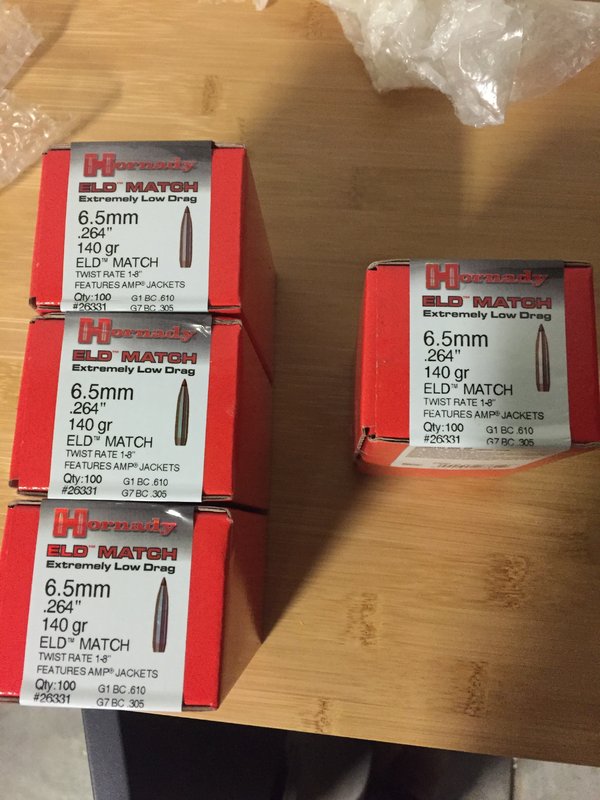 Hornady
ELD™ MATCH
Extremely Low Drag
6.5mm
.264"
140 gr
ELD™ MATCH
TWIST RATE 1-8"
FEATURES AMP® JACKETS
Qty:100 G1 BC .610
#26331 G7 BC .305
Hornady
ELD™ MATCH
Extremely Low Drag
6.5mm
.264"
140 gr
ELD™ MATCH
TWIST RATE 1-8"
FEATURES AMP® JACKETS
Qty:100 G1 BC .610
#26331 G7 BC .305
Hornady
ELD™ MATCH
Extremely Low Drag
6.5mm
.264"
140 gr
ELD™ MATCH
TWIST RATE 1-8"
FEATURES AMP® JACKETS
Qty:100 G1 BC .610
#26331 G7 BC .305
Hornady
ELD™ MATCH
Extremely Low Drag
6.5mm
.264"
140 gr
ELD™ MATCH
TWIST RATE 1-8"
FEATURES AMP® JACKETS
Qty:100 G1 BC .610
#26331 G7 BC .305